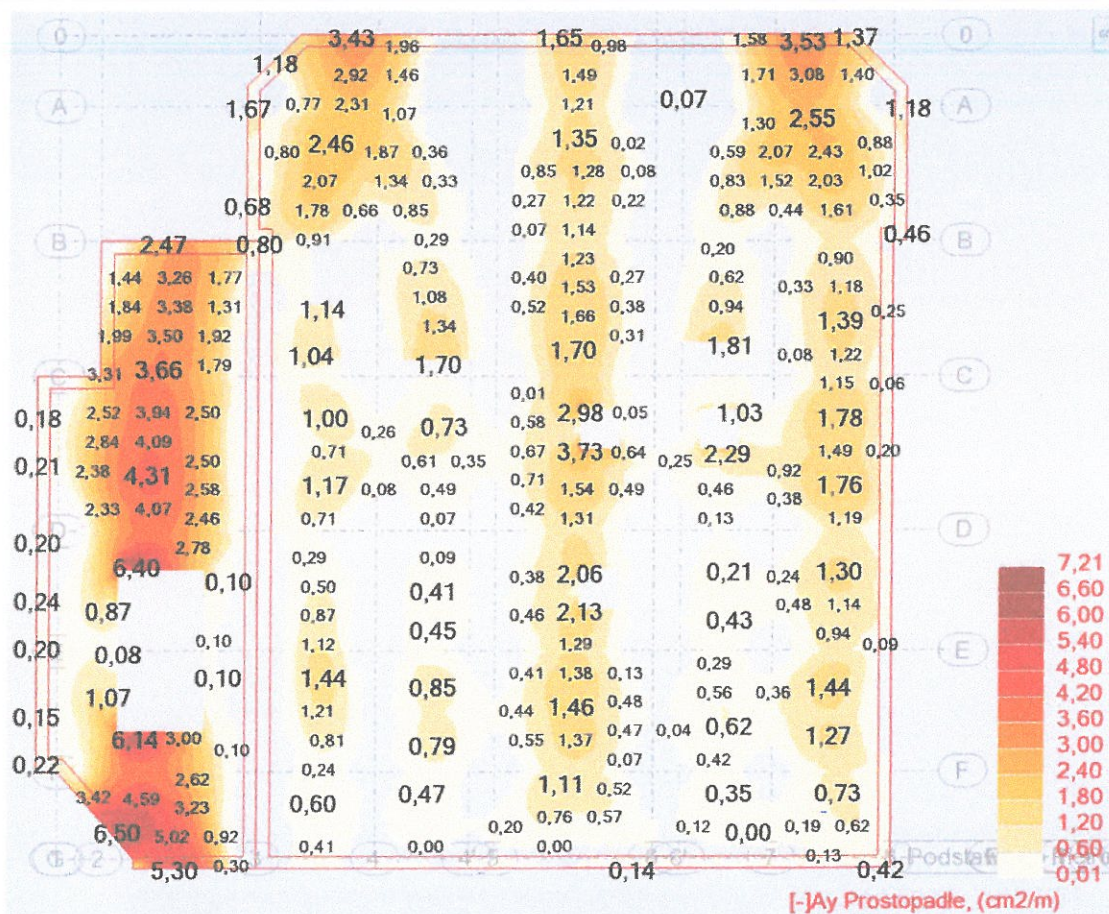 0 3,43 1,96 1,65 0,98 1,58 3,53 1,37 0
1,18 2,92 1,46 1,49 1,71 3,08 1,40
A 1,67 0,77 2,31 1,07 1,21 0,07 1,18 A
2,46 1,35 0,02 1,30 2,55 0,88
0,80 1,87 0,36 0,59 2,07 2,43
2,07 1,34 0,33 0,85 1,28 0,08 0,83 1,52 2,03 1,02
0,68 1,78 0,66 0,85 0,27 1,22 0,22 0,88 0,44 1,61 0,35
B 2,47 0,80 0,91 0,29 0,07 1,14 0,20 0,46 B
0,73 1,23 0,90
1,44 3,26 1,77 0,40 1,53 0,27 0,62 0,33 1,18
1,84 3,38 1,31 1,14 1,08 0,52 1,66 0,38 0,94 1,39 0,25
1,99 3,50 1,92 1,34 0,31
1,04 1,70 1,70 1,81 0,08 1,22
C 3,31 3,66 1,79 1,15 0,06 C
0,01
0,18 2,52 3,94 2,50 1,00 0,26 0,73 0,58 2,98 0,05 1,03 1,78
2,84 4,09 0,71 0,67 3,73 0,64 2,29 1,49 0,20
0,21 2,38 4,31 2,50 0,61 0,35 0,25 0,92
2,58 1,17 0,08 0,49 0,71 1,54 0,49 0,46 0,38 1,76
2,33 4,07 2,46 0,71 0,07 0,42 1,31 0,13 1,19
D D
0,20 2,78 0,29 0,09
6,40 0,10 0,50 0,41 0,38 2,06 0,21 0,24 1,30
0,24 0,87 0,87 0,46 2,13 0,43 0,48 1,14
0,45 0,94
0,20 0,08 0,10 1,12 1,29 0,09 E
0,29
1,07 0,10 1,44 0,85 0,41 1,38 0,13 0,56 0,36 1,44
0,15 1,21 0,44 1,46 0,48
6,14 3,00 0,10 0,81 0,79 0,55 1,37 0,47 0,04 0,62 1,27
0,22 0,24 0,07 0,42 F
2,62
3,42 4,59 3,23 0,60 0,47 1,11 0,52 0,35 0,73
0,76 0,57
6,50 5,02 0,92 0,20 0,12 0,00 0,19 0,62
0,41 0,00 0,00 0,13
2 3 4 5 6 7
5,30 0,30 0,14 0,42
7,21
6,60
6,00
5,40
4,80
4,20
3,60
3,00
2,40
1,80
1,20
0,60
0,01
[-]Ay Prostopadłe, (cm2/m)